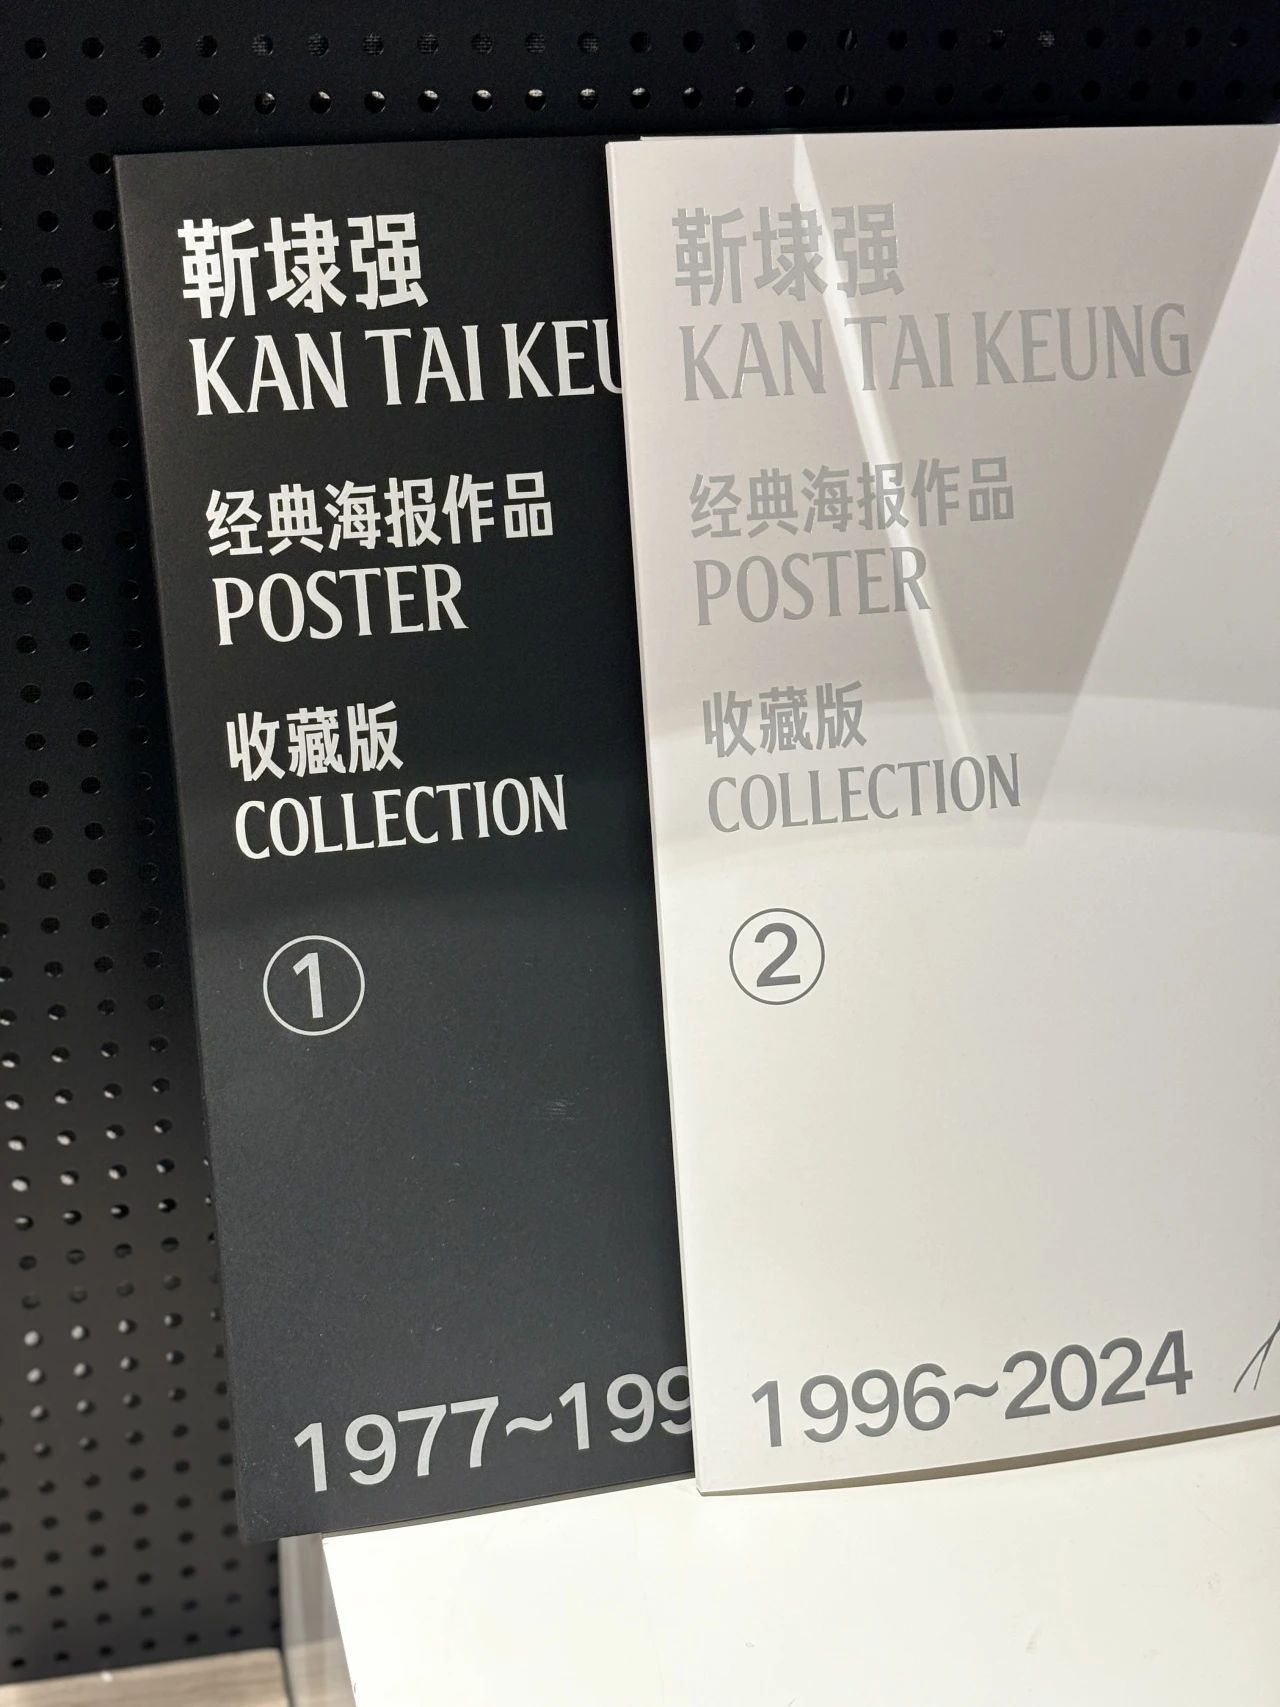 靳埭强
KAN TAI KEU
经典海报作品
POSTER
收藏版
COLLECTION
①
1977~199
靳埭强
KAN TAI KEUNG
经典海报作品
POSTER
收藏版
COLLECTION
②
1996~2024